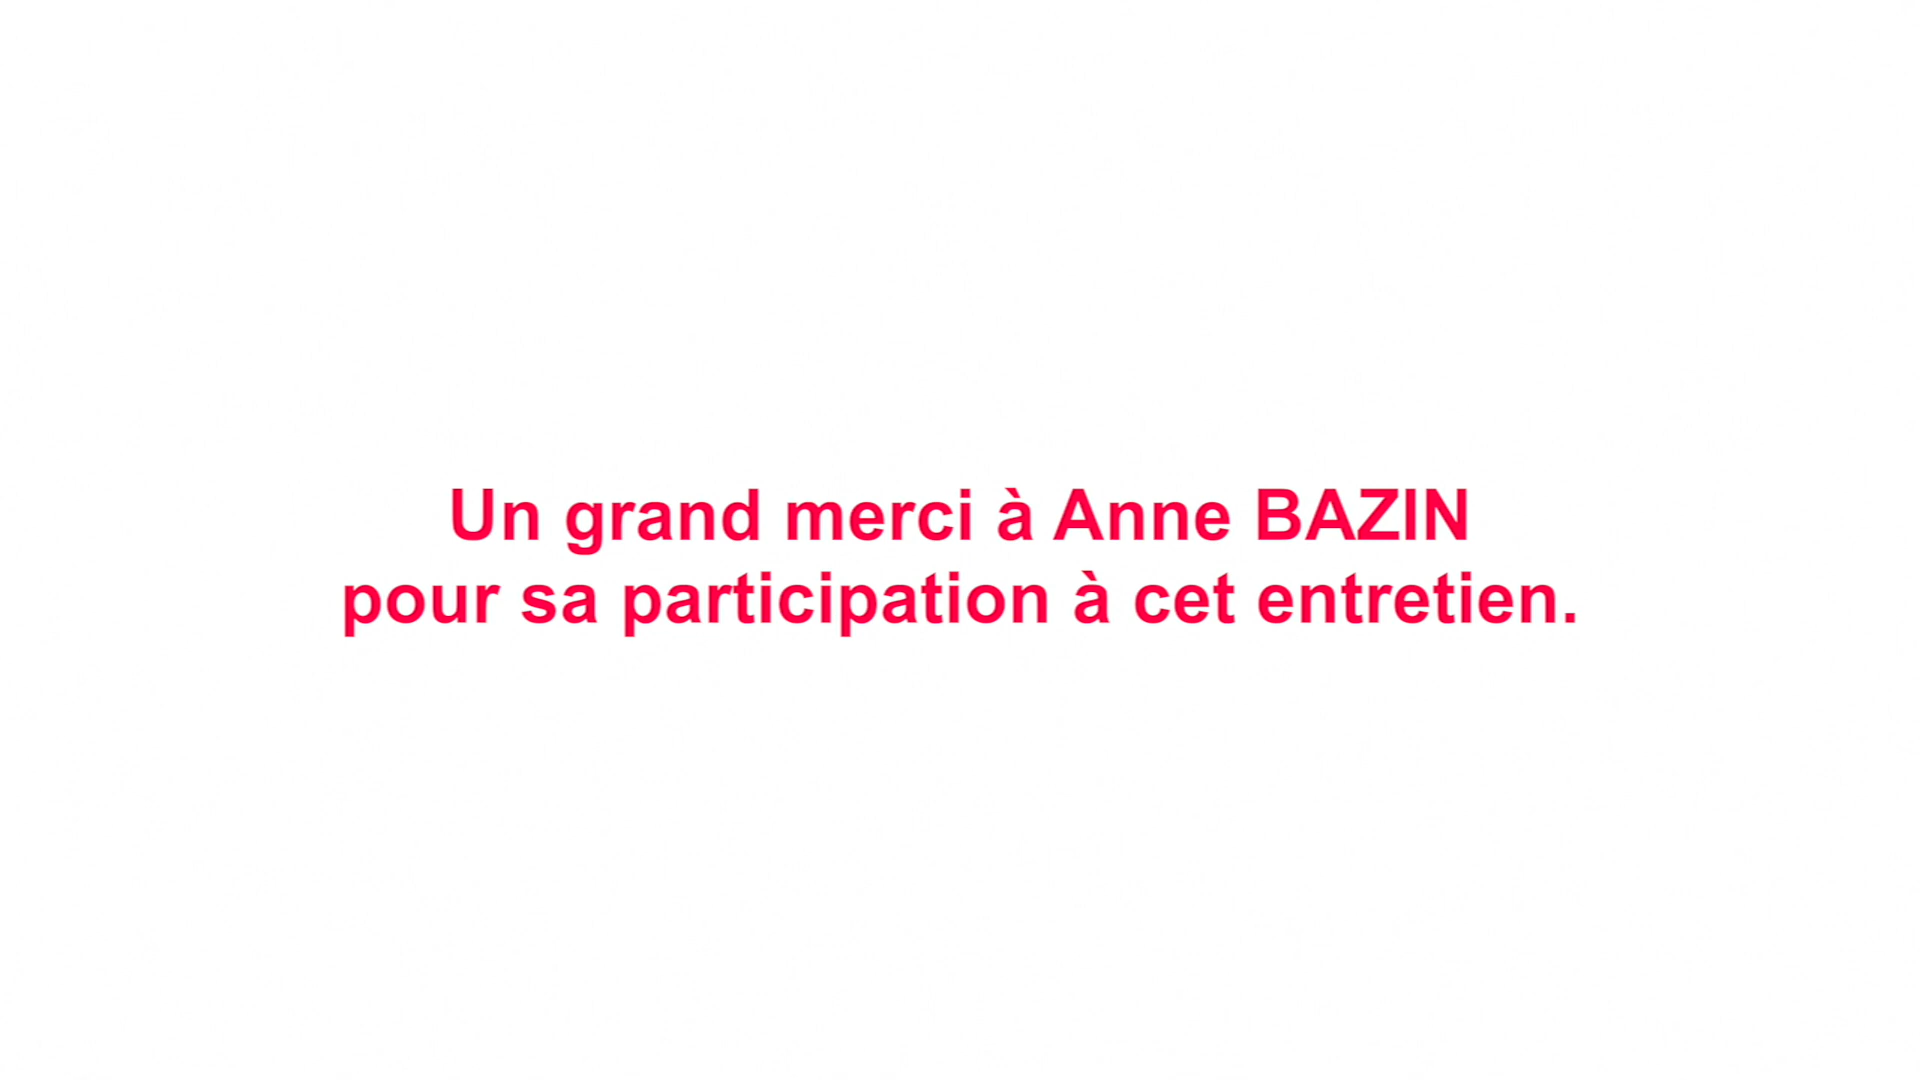 Un grand merci à Anne BAZIN
pour sa participation à cet entretien.